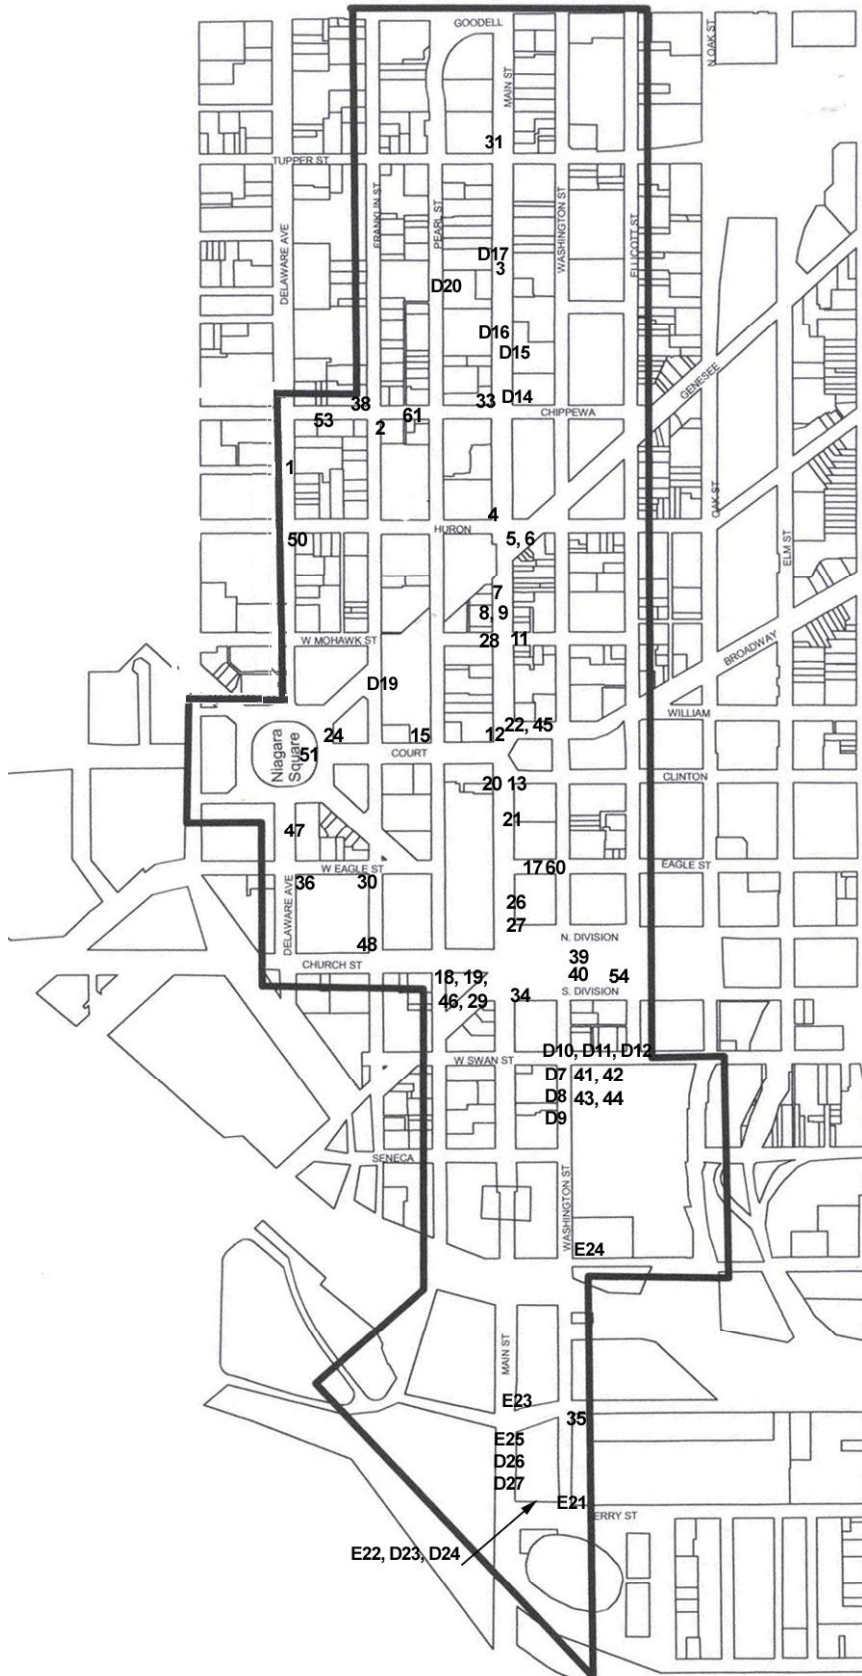 GOODELL
N OAK ST
MAIN ST
31
TUPPER ST
FRANKLIN ST
PEARL ST
WASHINGTON ST
ELLICOTT ST
DELAWARE AVE
D17
3
D20
D16
D15
GENESEE
38
33 D14
53
61
CHIPPEWA
2
1
OAK ST
4
HURON
50
5, 6
ELM ST
7
8, 9
W MOHAWK ST
28 11
BROADWAY
D19
WILLIAM
22, 45
24
15
12
Niagara
Square
51
COURT
CLINTON
20 13
21
47
W EAGLE ST
17 60
EAGLE ST
36
30
DELAWARE AVE
26
27
N. DIVISION
48
CHURCH ST
39
18, 19,
40
54
46, 29
34
S. DIVISION
W SWAN ST
D10, D11, D12
D7 41, 42
D8 43, 44
D9
SENECA
WASHINGTON ST
E24
MAIN ST
E23
35
E25
D26
D27
E21
ERRY ST
E22, D23, D24